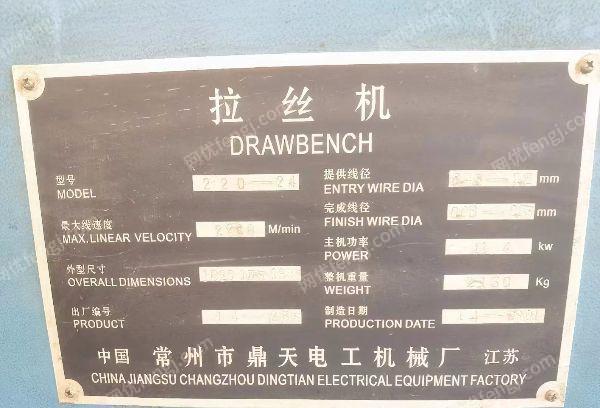 拉丝机
DRAWBENCH
型号
MODEL 220-24
提供线径
ENTRY WIRE DIA mm
最大线速度
MAX. LINEAR VELOCITY M/min
完成线径
FINISH WIRE DIA mm
外型尺寸
OVERALL DIMENSIONS
主机功率
POWER kw
整机重量
WEIGHT Kg
出厂编号
PRODUCT
制造日期
PRODUCTION DATE
中国 常州市鼎天电工机械厂 江苏
CHINA JIANGSU CHANGZHOU DINGTIAN ELECTRICAL EQUIPMENT FACTORY